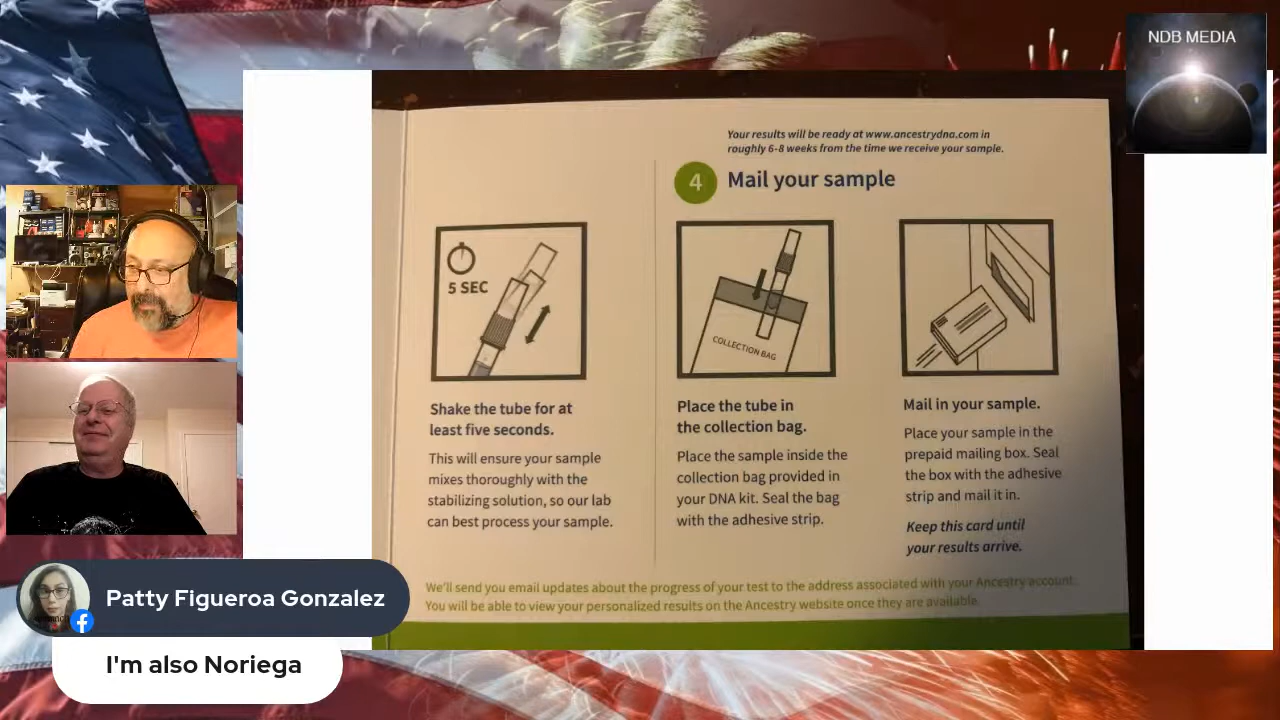 NDB MEDIA
Your results will be ready at www.ancestrydna.com in
roughly 6-8 weeks from the time we receive your sample.
4 Mail your sample
5 SEC
COLLECTION BAG
Shake the tube for at
least five seconds.
This will ensure your sample
mixes thoroughly with the
stabilizing solution, so our lab
can best process your sample.
Place the tube in
the collection bag.
Place the sample inside the
collection bag provided in
your DNA kit. Seal the bag
with the adhesive strip.
Mail in your sample.
Place your sample in the
prepaid mailing box. Seal
the box with the adhesive
strip and mail it in.
Keep this card until
your results arrive.
We'll send you email updates about the progress of your test to the address associated with your Ancestry account.
You will be able to view your personalized results on the Ancestry website once they are available.
Patty Figueroa Gonzalez
I'm also Noriega